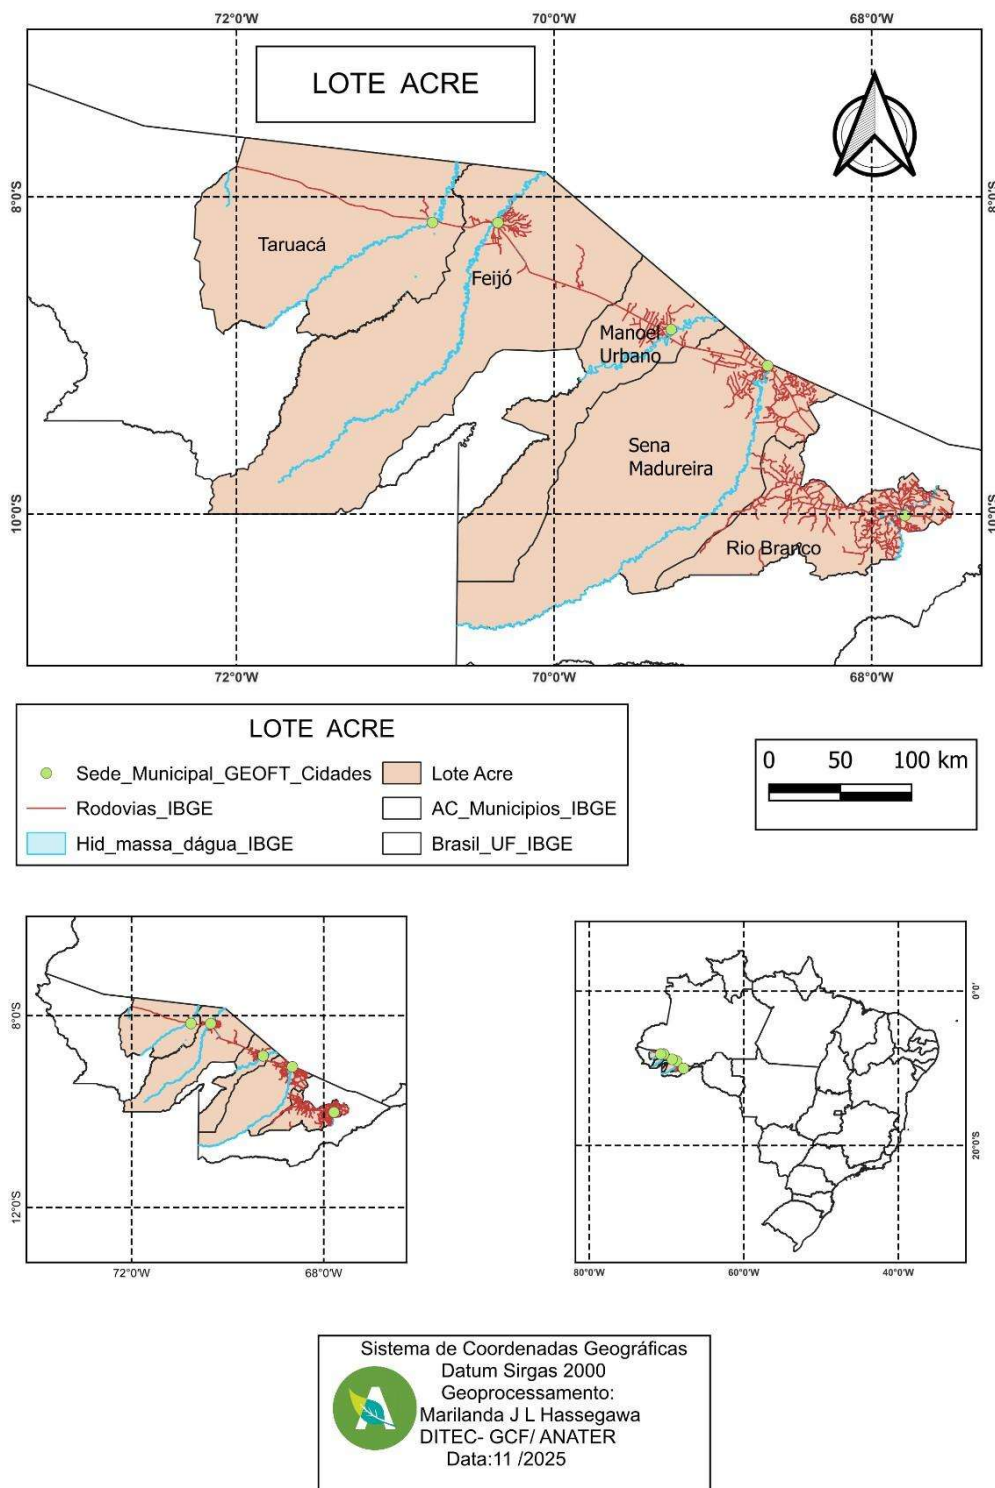 72°0'W 70°0'W 68°0'W
LOTE ACRE
8°0'S 8°0'S
Taruacá
Feijó
Manoel
Urbano
Sena
Madureira
10°0'S 10°0'S
Rio Branco
72°0'W 70°0'W 68°0'W
LOTE ACRE
Sede_Municipal_GEOFT_Cidades Lote Acre
Rodovias_IBGE AC_Municipios_IBGE
Hid_massa_dágua_IBGE Brasil_UF_IBGE
0 50 100 km
8°0'S
12°0'S
72°0'W 68°0'W
0°0'
20°0'S
80°0'W 60°0'W 40°0'W
Sistema de Coordenadas Geográficas
Datum Sirgas 2000
Geoprocessamento:
Marilanda J L Hassegawa
DITEC- GCF/ ANATER
Data:11 /2025
A